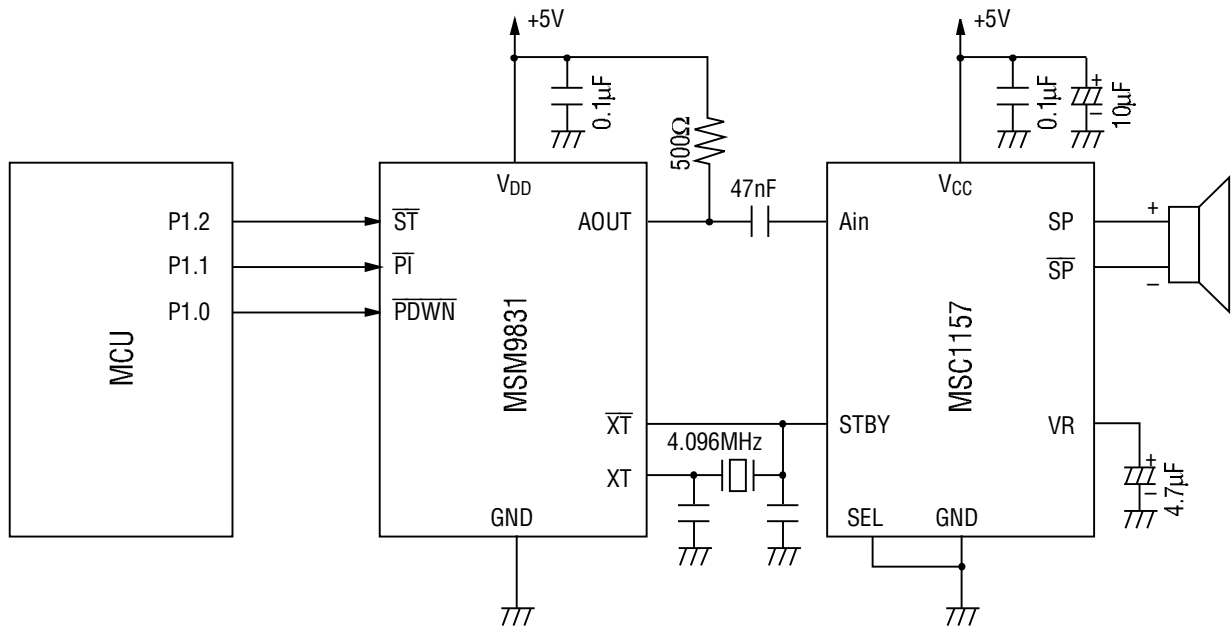 +5V
+5V
0.1µF
0.1µF
+
–
10µF
500Ω
47nF
VDD
VCC
P1.2
ST
AOUT
Ain
SP
+
P1.1
PI
SP
–
P1.0
PDWN
MCU
MSM9831
MSC1157
XT
4.096MHz
STBY
VR
XT
+
–
4.7µF
GND
SEL
GND